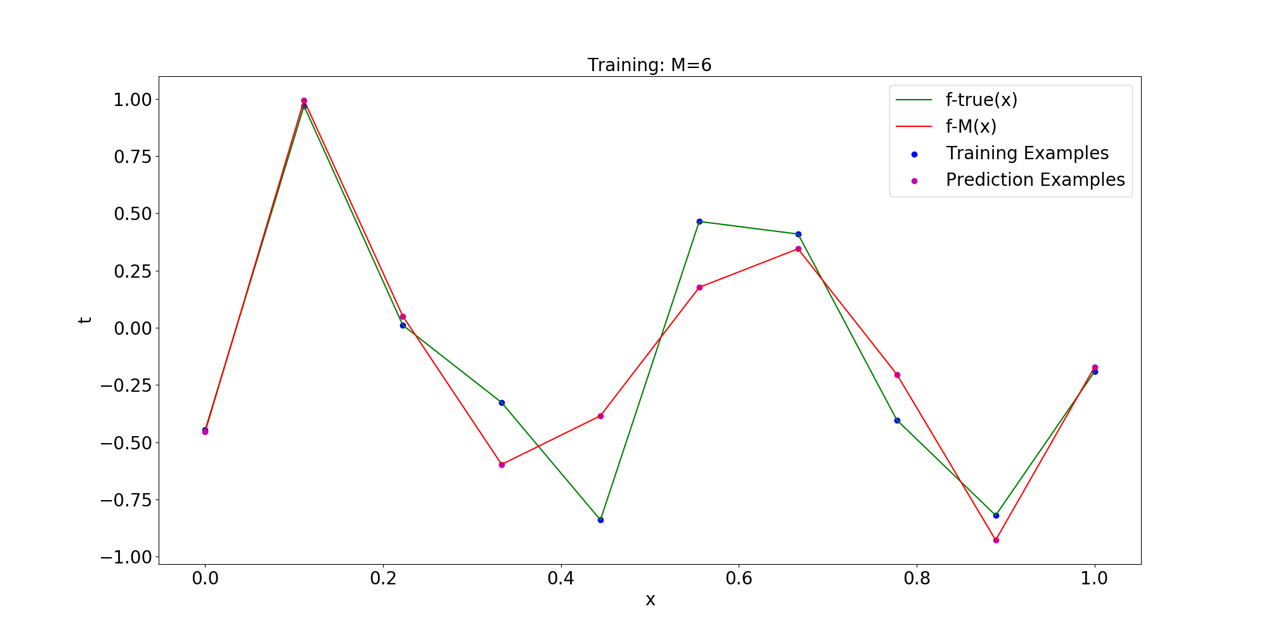 Training: M=6
f-true(x)
f-M(x)
Training Examples
Prediction Examples
1.00
0.75
0.50
0.25
0.00
−0.25
−0.50
−0.75
−1.00
t
0.0 0.2 0.4 0.6 0.8 1.0
x